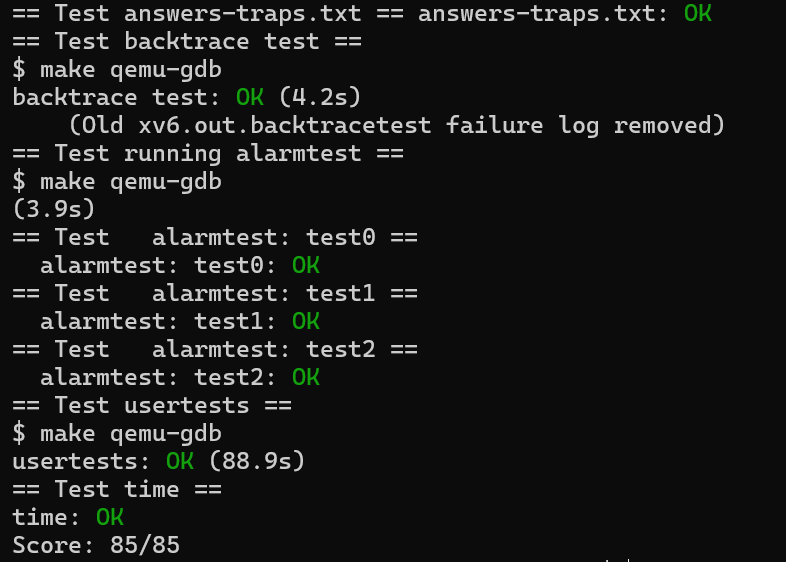 == Test answers-traps.txt == answers-traps.txt: OK
== Test backtrace test ==
$ make qemu-gdb
backtrace test: OK (4.2s)
    (Old xv6.out.backtracetest failure log removed)
== Test running alarmtest ==
$ make qemu-gdb
(3.9s)
== Test   alarmtest: test0 ==
  alarmtest: test0: OK
== Test   alarmtest: test1 ==
  alarmtest: test1: OK
== Test   alarmtest: test2 ==
  alarmtest: test2: OK
== Test usertests ==
$ make qemu-gdb
usertests: OK (88.9s)
== Test time ==
time: OK
Score: 85/85